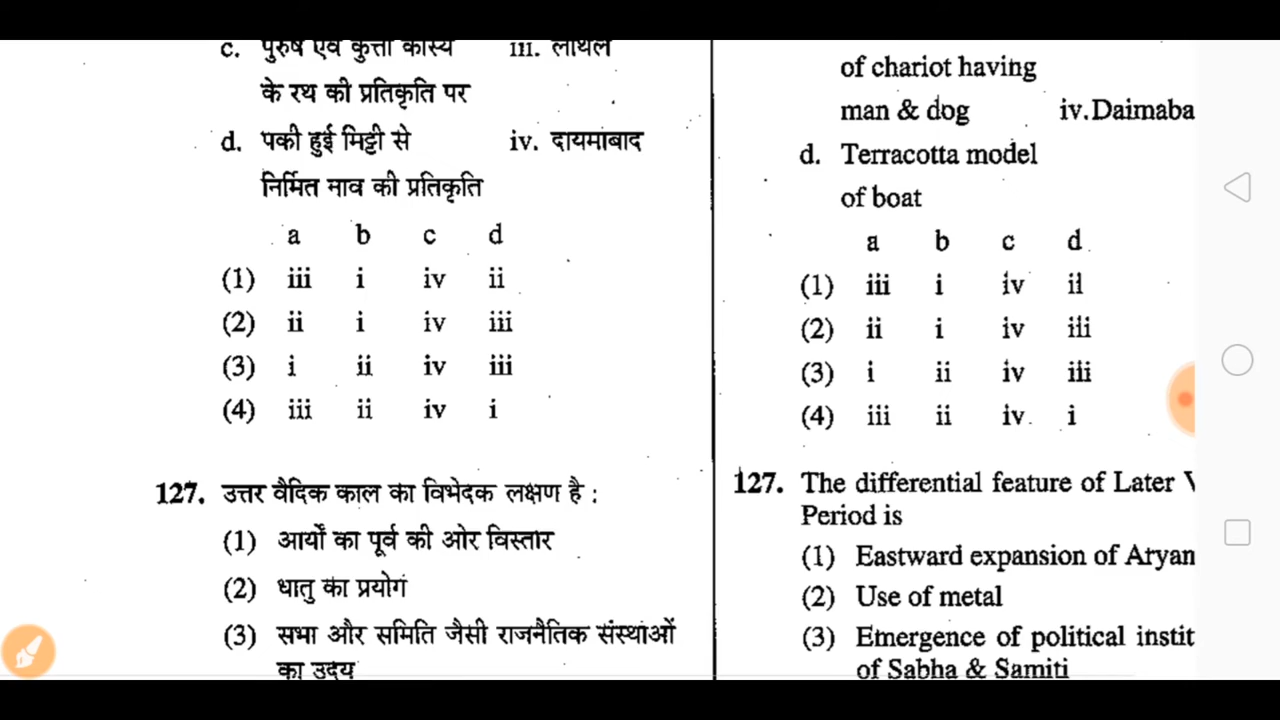 c. पुरुष एवं कुत्ता कांस्य iii. लोथल
के रथ की प्रतिकृति पर
d. पकी हुई मिट्टी से iv. दायमाबाद
निर्मित नाव की प्रतिकृति
a b c d
(1) iii i iv ii
(2) ii i iv iii
(3) i ii iv iii
(4) iii ii iv i
127. उत्तर वैदिक काल का विभेदक लक्षण है :
(1) आर्यों का पूर्व की ओर विस्तार
(2) धातु का प्रयोग
(3) सभा और समिति जैसी राजनैतिक संस्थाओं
का उदय
of chariot having
man & dog iv. Daimaba
d. Terracotta model
of boat
a b c d
(1) iii i iv ii
(2) ii i iv iii
(3) i ii iv iii
(4) iii ii iv i
127. The differential feature of Later V
Period is
(1) Eastward expansion of Aryan
(2) Use of metal
(3) Emergence of political instit
of Sabha & Samiti